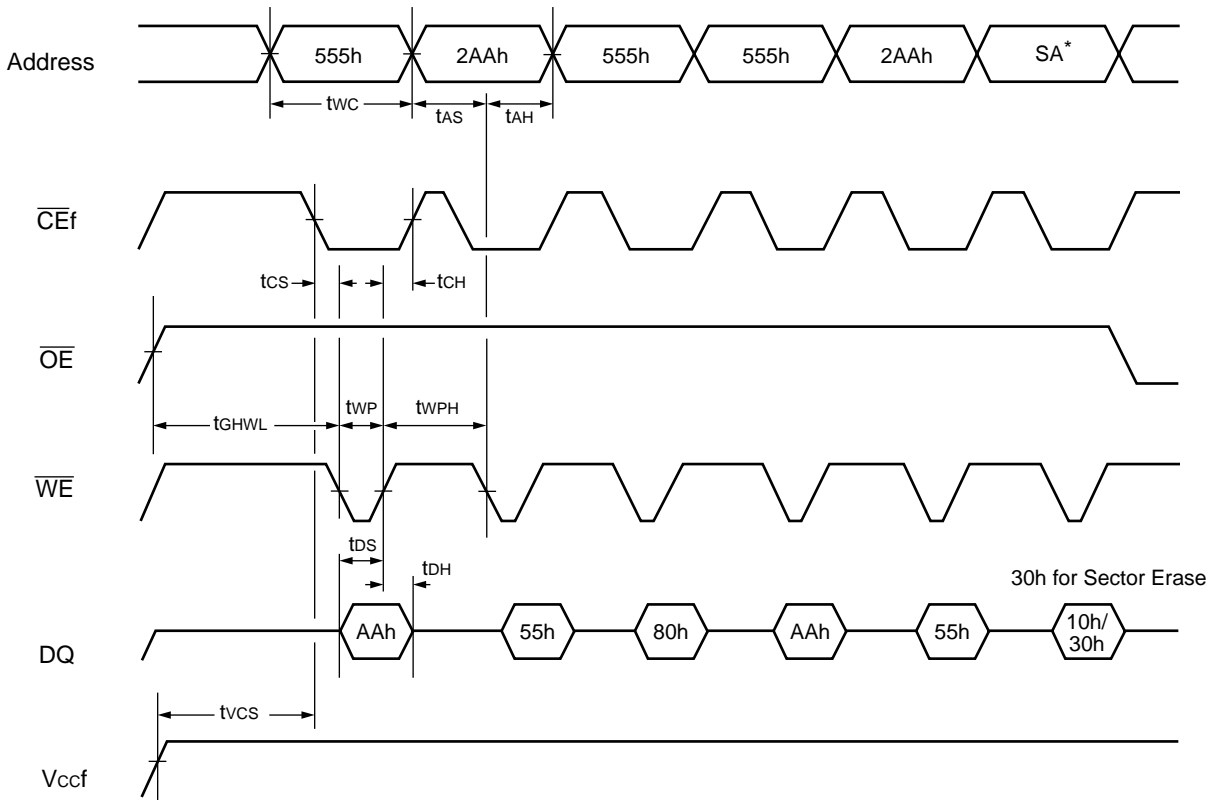 Address 555h 2AAh 555h 555h 2AAh SA*
tWC tAS tAH
CEf
tCS tCH
OE
tGHWL tWP tWPH
WE
tDS
tDH
30h for Sector Erase
DQ AAh 55h 80h AAh 55h 10h/
30h
tVCS
VCCf